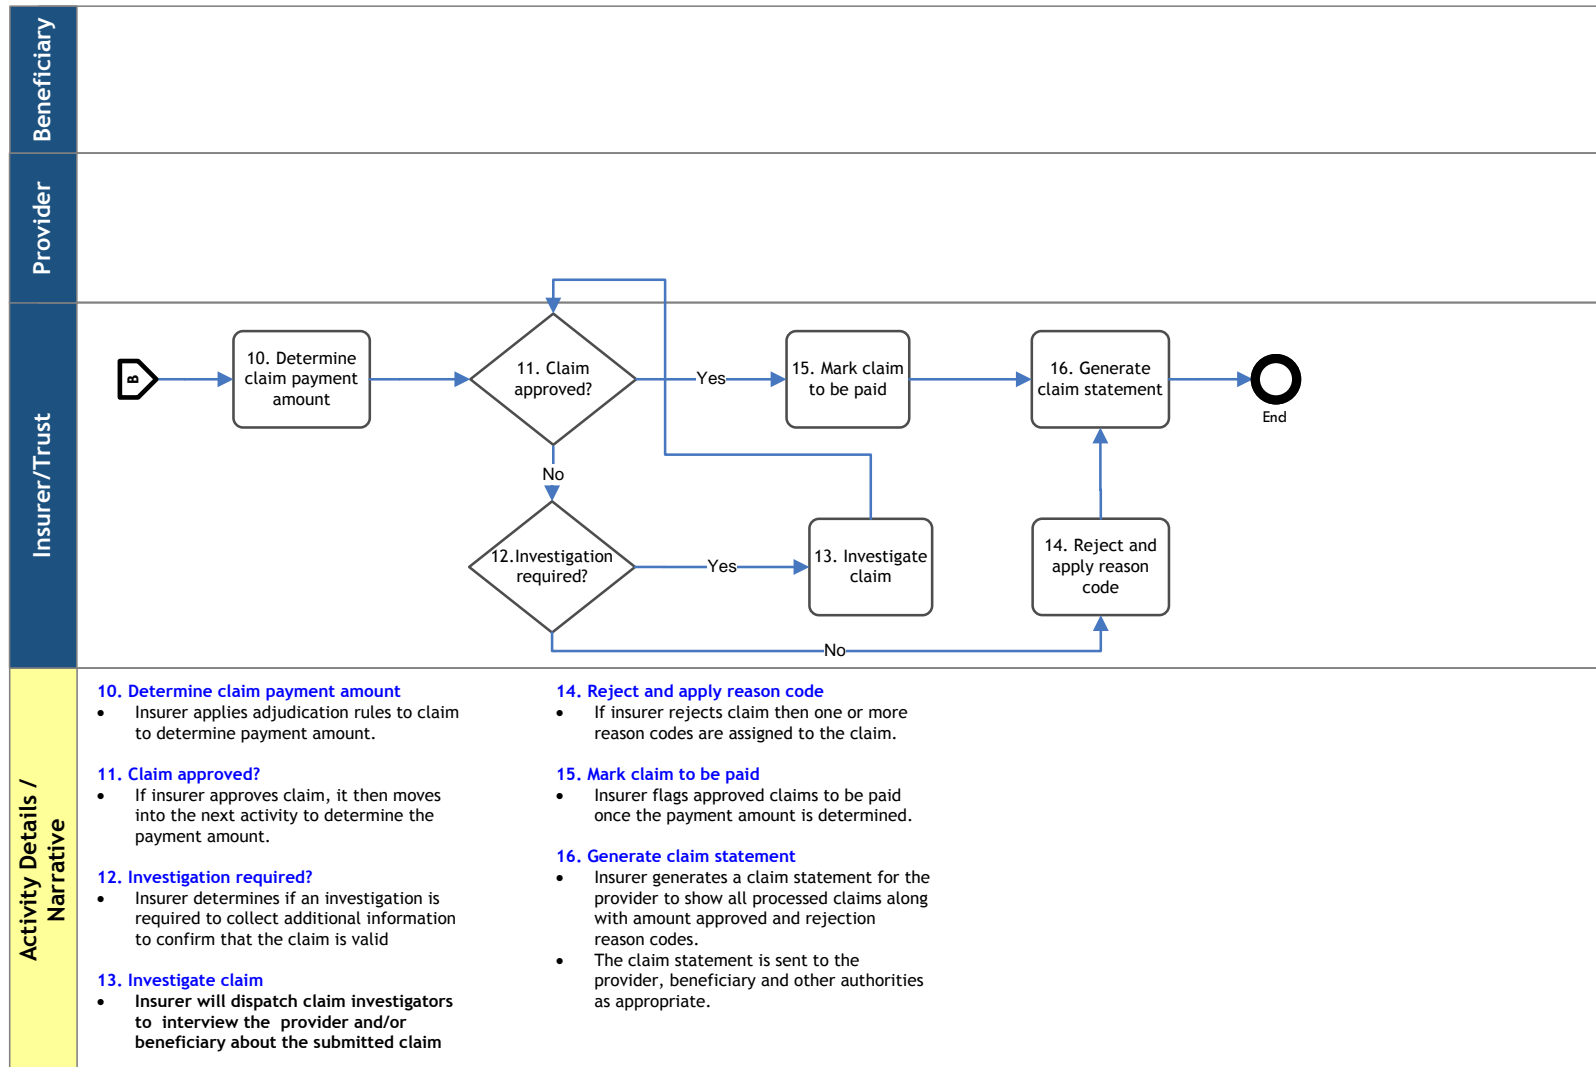 Beneficiary
Provider
Insurer/Trust
B
10. Determine
claim payment
amount
11. Claim
approved?
Yes
15. Mark claim
to be paid
16. Generate
claim statement
End
No
12.Investigation
required?
Yes
13. Investigate
claim
14. Reject and
apply reason
code
No
Activity Details /
Narrative
10. Determine claim payment amount
• Insurer applies adjudication rules to claim
to determine payment amount.
11. Claim approved?
• If insurer approves claim, it then moves
into the next activity to determine the
payment amount.
12. Investigation required?
• Insurer determines if an investigation is
required to collect additional information
to confirm that the claim is valid
13. Investigate claim
• Insurer will dispatch claim investigators
to interview the provider and/or
beneficiary about the submitted claim
14. Reject and apply reason code
• If insurer rejects claim then one or more
reason codes are assigned to the claim.
15. Mark claim to be paid
• Insurer flags approved claims to be paid
once the payment amount is determined.
16. Generate claim statement
• Insurer generates a claim statement for the
provider to show all processed claims along
with amount approved and rejection
reason codes.
• The claim statement is sent to the
provider, beneficiary and other authorities
as appropriate.